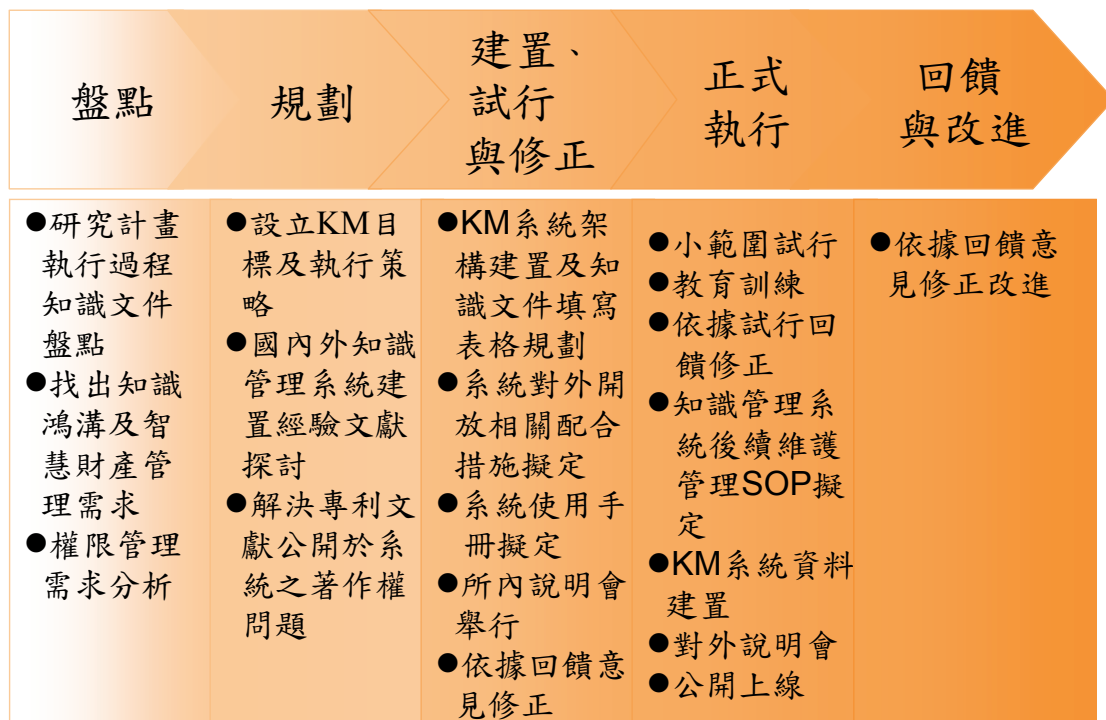 盤點
規劃
建置、
試行
與修正
正式
執行
回饋
與改進
●研究計畫
執行過程
知識文件
盤點
●找出知識
鴻溝及智
慧財產管
理需求
●權限管理
需求分析
●設立KM目
標及執行策
略
●國內外知識
管理系統建
置經驗文獻
探討
●解決專利文
獻公開於系
統之著作權
問題
●KM系統架
構建置及知
識文件填寫
表格規劃
●系統對外開
放相關配合
措施擬定
●系統使用手
冊擬定
●所內說明會
舉行
●依據回饋意
見修正
●小範圍試行
●教育訓練
●依據試行回
饋修正
●知識管理系
統後續維護
管理SOP擬
定
●KM系統資料
建置
●對外說明會
●公開上線
●依據回饋意
見修正改進